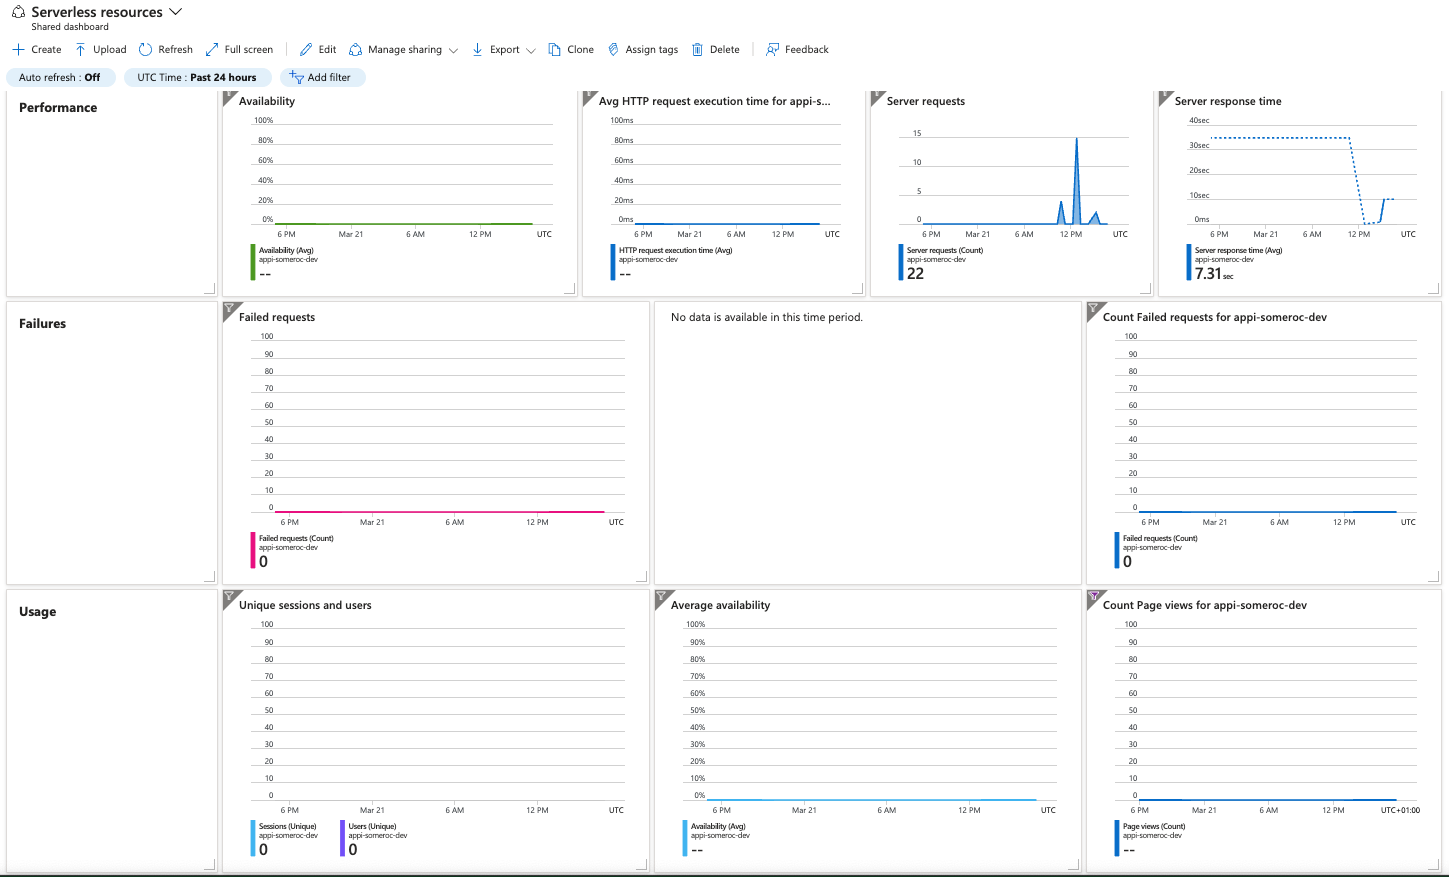 Serverless resources
Shared dashboard
Create Upload Refresh Full screen Edit Manage sharing Export Clone Assign tags Delete Feedback
Auto refresh : Off UTC Time : Past 24 hours Add filter
Performance
Availability
100%
80%
60%
40%
20%
0%
6 PM Mar 21 6 AM 12 PM UTC
Availability (Avg)
appi-someroc-dev
--
Avg HTTP request execution time for appi-s...
100ms
80ms
60ms
40ms
20ms
0ms
6 PM Mar 21 6 AM 12 PM UTC
HTTP request execution time (Avg)
appi-someroc-dev
--
Server requests
15
10
5
0
6 PM Mar 21 6 AM 12 PM UTC
Server requests (Count)
appi-someroc-dev
22
Server response time
40sec
30sec
20sec
10sec
0ms
6 PM Mar 21 6 AM 12 PM UTC
Server response time (Avg)
appi-someroc-dev
7.31 sec
Failures
Failed requests
100
90
80
70
60
50
40
30
20
10
0
6 PM Mar 21 6 AM 12 PM UTC
Failed requests (Count)
appi-someroc-dev
0
No data is available in this time period.
Count Failed requests for appi-someroc-dev
100
90
80
70
60
50
40
30
20
10
0
6 PM Mar 21 6 AM 12 PM UTC
Failed requests (Count)
appi-someroc-dev
0
Usage
Unique sessions and users
100
90
80
70
60
50
40
30
20
10
0
6 PM Mar 21 6 AM 12 PM UTC
Sessions (Unique) Users (Unique)
appi-someroc-dev appi-someroc-dev
0 0
Average availability
100%
90%
80%
70%
60%
50%
40%
30%
20%
10%
0%
6 PM Mar 21 6 AM 12 PM UTC
Availability (Avg)
appi-someroc-dev
--
Count Page views for appi-someroc-dev
100
90
80
70
60
50
40
30
20
10
0
6 PM Mar 21 6 AM 12 PM UTC+01:00
Page views (Count)
appi-someroc-dev
--